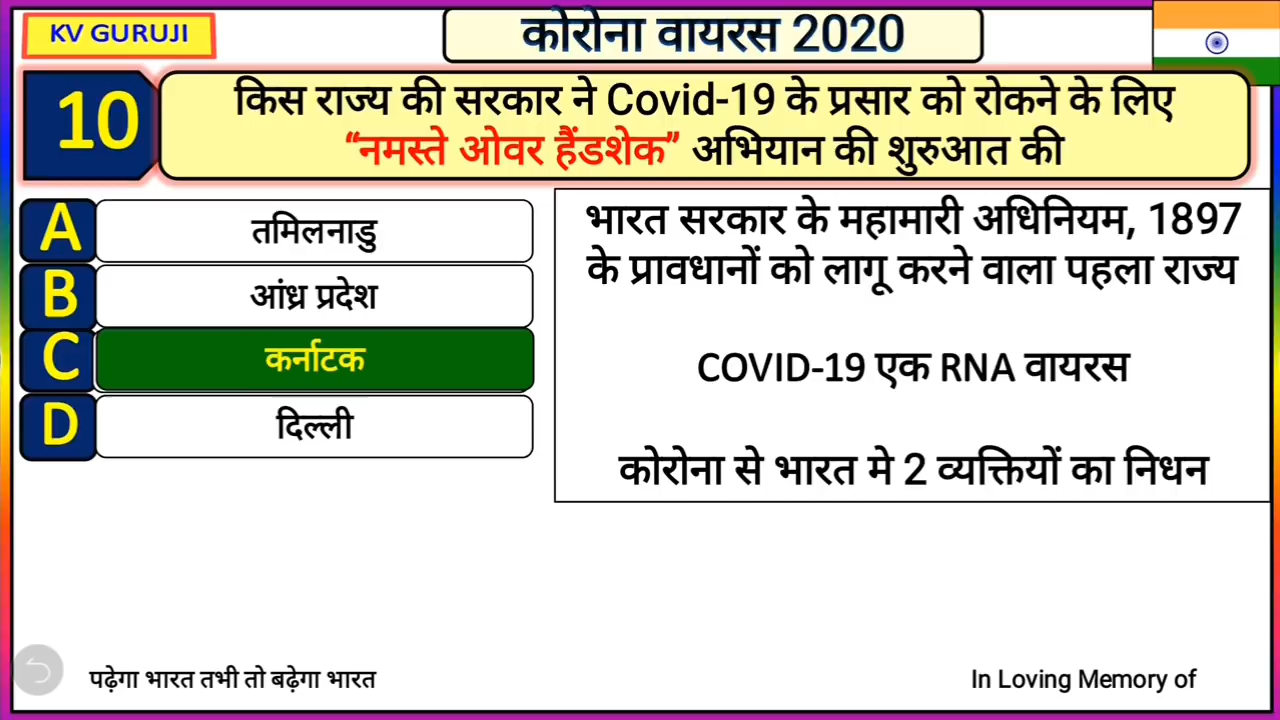 KV GURUJI
कोरोना वायरस 2020
10
किस राज्य की सरकार ने Covid-19 के प्रसार को रोकने के लिए
“नमस्ते ओवर हैंडशेक” अभियान की शुरुआत की
A
तमिलनाडु
B
आंध्र प्रदेश
C
कर्नाटक
D
दिल्ली
भारत सरकार के महामारी अधिनियम, 1897
के प्रावधानों को लागू करने वाला पहला राज्य
COVID-19 एक RNA वायरस
कोरोना से भारत मे 2 व्यक्तियों का निधन
पढ़ेगा भारत तभी तो बढ़ेगा भारत
In Loving Memory of